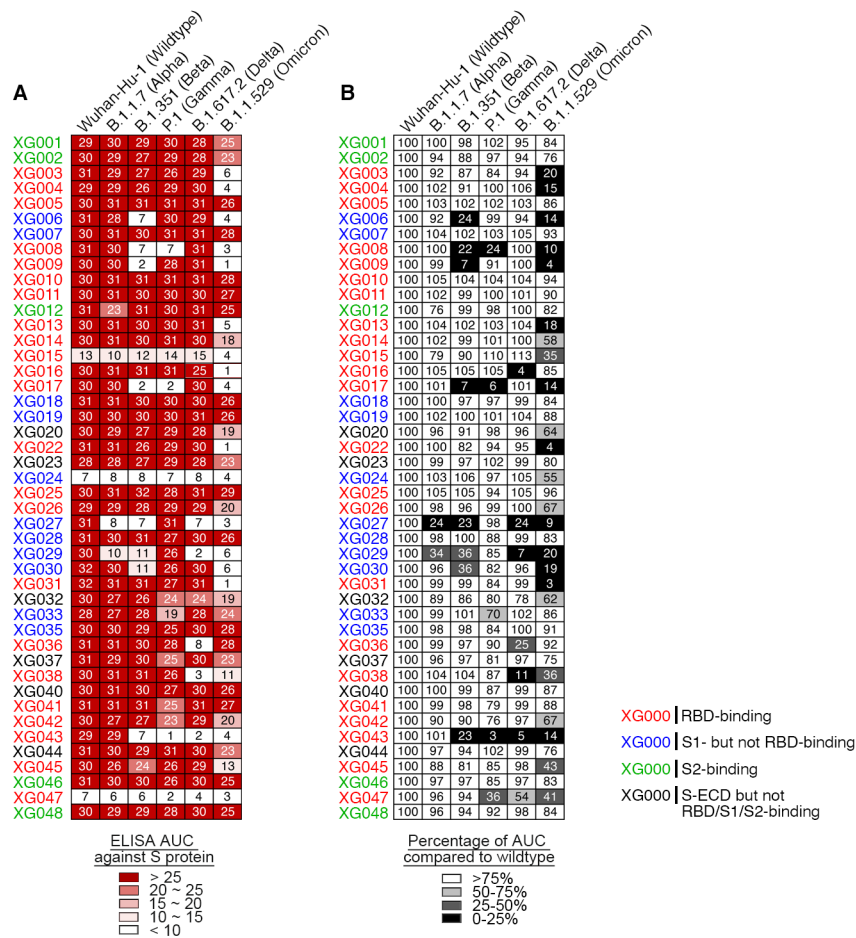 A
Wuhan-Hu-1 (Wildtype)
B.1.1.7 (Alpha)
B.1.351 (Beta)
P.1 (Gamma)
B.1.617.2 (Delta)
B.1.1.529 (Omicron)
B
Wuhan-Hu-1 (Wildtype)
B.1.1.7 (Alpha)
B.1.351 (Beta)
P.1 (Gamma)
B.1.617.2 (Delta)
B.1.1.529 (Omicron)
XG001 29 30 29 30 28 25 XG001 100 100 98 102 95 84
XG002 30 29 27 29 28 23 XG002 100 94 88 97 94 76
XG003 31 29 27 26 29 6 XG003 100 92 87 84 94 20
XG004 29 29 26 29 30 4 XG004 100 102 91 100 106 15
XG005 30 31 31 31 31 26 XG005 100 103 102 102 103 86
XG006 31 28 7 30 29 4 XG006 100 92 24 99 94 14
XG007 30 31 30 31 31 28 XG007 100 104 102 103 105 93
XG008 30 30 7 7 31 3 XG008 100 100 22 24 100 10
XG009 30 30 2 28 31 1 XG009 100 99 7 91 100 4
XG010 30 31 31 31 31 28 XG010 100 105 104 104 104 94
XG011 30 31 30 30 30 27 XG011 100 102 99 100 101 90
XG012 31 23 31 30 31 25 XG012 100 76 99 98 100 82
XG013 30 31 30 31 31 5 XG013 100 104 102 103 104 18
XG014 30 31 30 31 30 18 XG014 100 102 99 101 100 58
XG015 13 10 12 14 15 4 XG015 100 79 90 110 113 35
XG016 30 31 31 31 25 1 XG016 100 105 105 105 4 85
XG017 30 30 2 2 30 4 XG017 100 101 7 6 101 14
XG018 31 31 30 30 31 26 XG018 100 100 97 97 99 84
XG019 30 30 30 30 31 26 XG019 100 102 100 101 104 88
XG020 30 29 27 29 28 19 XG020 100 96 91 98 96 64
XG022 31 31 26 29 30 1 XG022 100 100 82 94 95 4
XG023 28 28 27 29 28 23 XG023 100 99 97 102 99 80
XG024 7 8 8 7 8 4 XG024 100 103 106 97 105 55
XG025 30 31 32 28 31 29 XG025 100 105 105 94 105 96
XG026 29 29 28 29 29 20 XG026 100 98 96 99 100 67
XG027 31 8 7 31 7 3 XG027 100 24 23 98 24 9
XG028 31 30 31 27 30 26 XG028 100 98 100 88 99 83
XG029 30 10 11 26 2 6 XG029 100 34 36 85 7 20
XG030 31 30 11 26 30 6 XG030 100 96 36 82 96 19
XG031 32 31 31 27 31 1 XG031 100 99 99 84 99 3
XG032 30 27 26 24 24 19 XG032 100 89 86 80 78 62
XG033 28 27 28 19 28 24 XG033 100 99 101 70 102 86
XG035 30 30 29 25 30 28 XG035 100 98 98 84 100 91
XG036 31 31 30 28 8 28 XG036 100 99 97 90 25 92
XG037 31 29 30 25 30 23 XG037 100 96 97 81 97 75
XG038 30 31 31 26 3 11 XG038 100 104 104 87 11 36
XG040 30 30 30 27 30 26 XG040 100 100 99 87 99 87
XG041 31 31 31 25 31 27 XG041 100 99 98 79 99 88
XG042 30 27 27 23 29 20 XG042 100 90 90 76 97 67
XG043 29 29 7 1 2 4 XG043 100 101 23 3 5 14
XG044 31 30 29 31 30 23 XG044 100 97 94 102 99 76
XG045 30 26 24 26 29 13 XG045 100 88 81 85 98 43
XG046 31 30 30 26 30 25 XG046 100 97 97 85 97 83
XG047 7 6 6 2 4 3 XG047 100 96 94 36 54 41
XG048 30 29 29 28 30 25 XG048 100 96 94 92 98 84
XG000 RBD-binding
XG000 S1- but not RBD-binding
XG000 S2-binding
XG000 S-ECD but not
RBD/S1/S2-binding
ELISA AUC
against S protein
> 25
20 ~ 25
15 ~ 20
10 ~ 15
< 10
Percentage of AUC
compared to wildtype
>75%
50-75%
25-50%
0-25%